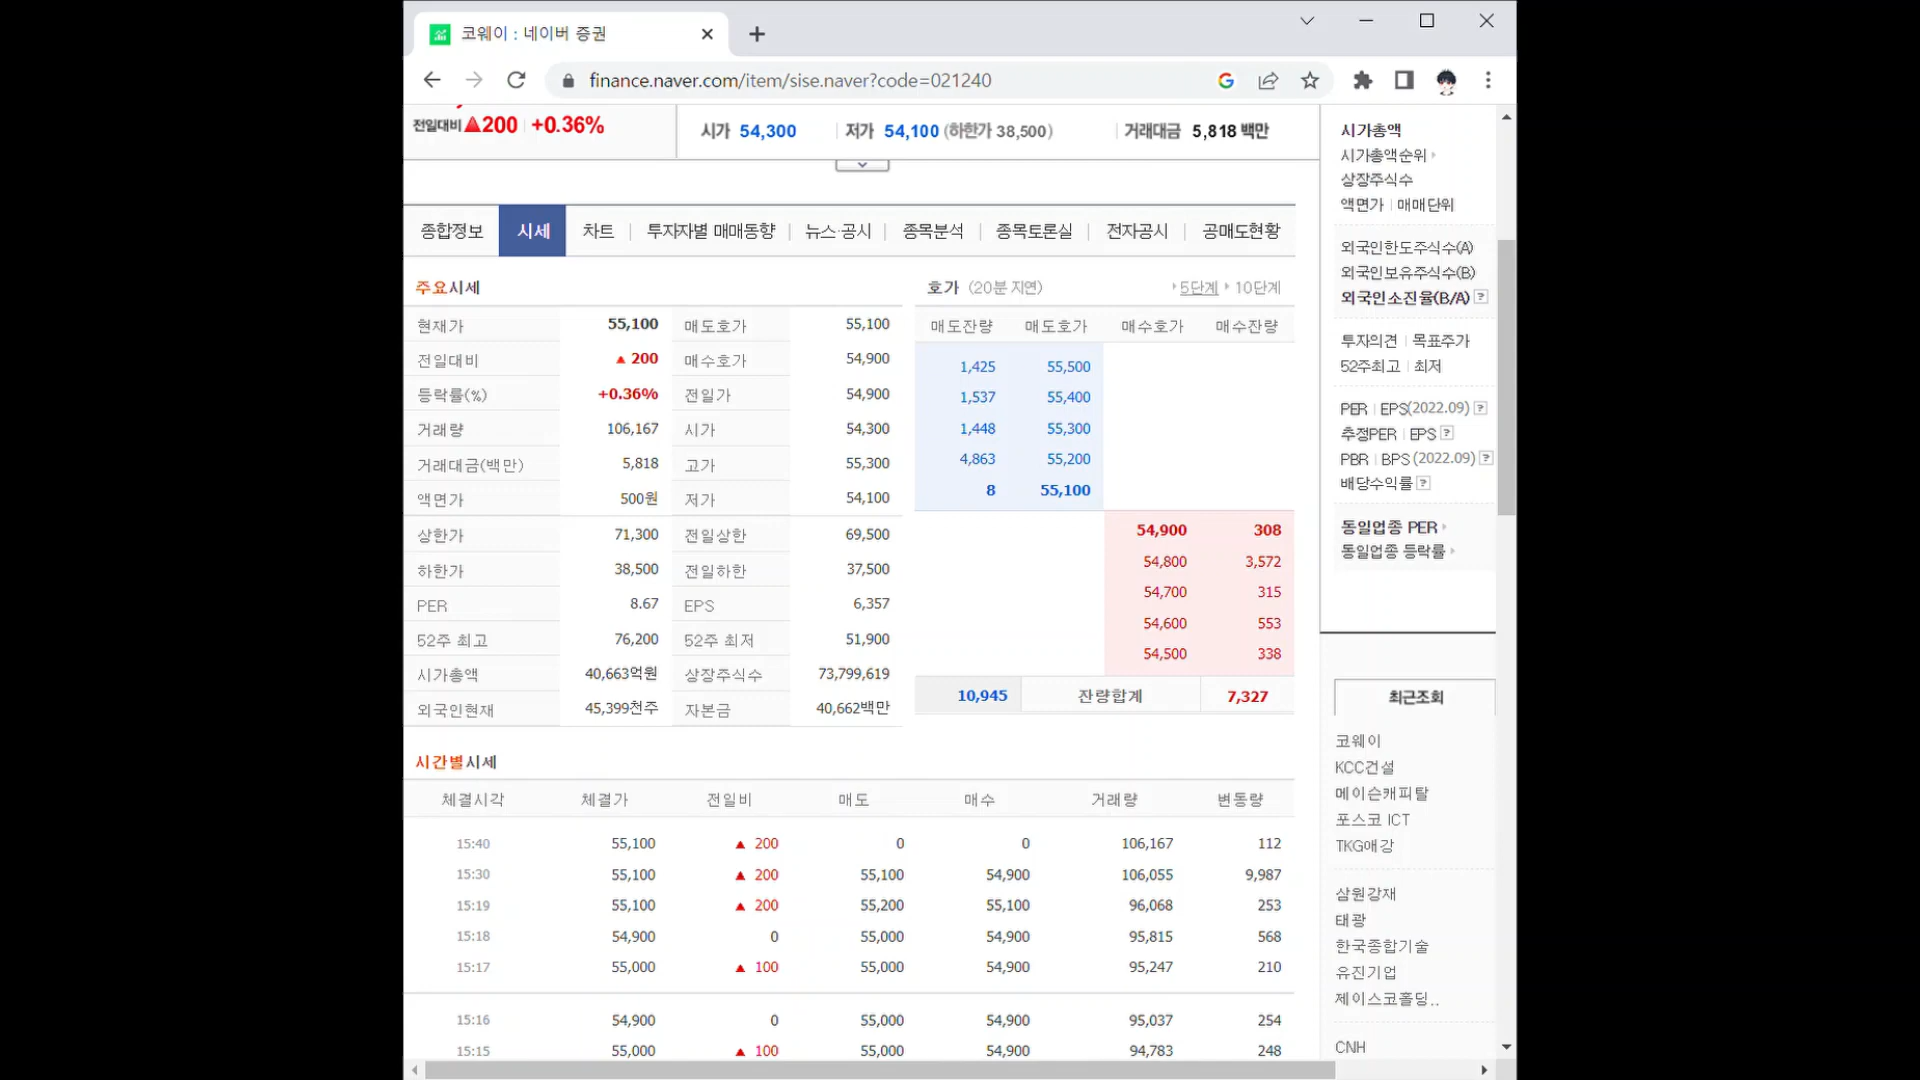 코웨이 : 네이버 증권
finance.naver.com/item/sise.naver?code=021240
전일대비 ▲200 +0.36%
시가 54,300 저가 54,100 (하한가 38,500) 거래대금 5,818 백만
종합정보 시세 차트 투자자별 매매동향 뉴스·공시 종목분석 종목토론실 전자공시 공매도현황
주요시세
현재가 55,100 매도호가 55,100
전일대비 ▲ 200 매수호가 54,900
등락률(%) +0.36% 전일가 54,900
거래량 106,167 시가 54,300
거래대금(백만) 5,818 고가 55,300
액면가 500원 저가 54,100
상한가 71,300 전일상한 69,500
하한가 38,500 전일하한 37,500
PER 8.67 EPS 6,357
52주 최고 76,200 52주 최저 51,900
시가총액 40,663억원 상장주식수 73,799,619
외국인현재 45,399천주 자본금 40,662백만
호가 (20분 지연) 5단계 10단계
매도잔량 매도호가 매수호가 매수잔량
1,425 55,500
1,537 55,400
1,448 55,300
4,863 55,200
8 55,100
54,900 308
54,800 3,572
54,700 315
54,600 553
54,500 338
10,945 잔량합계 7,327
시간별시세
체결시각 체결가 전일비 매도 매수 거래량 변동량
15:40 55,100 ▲ 200 0 0 106,167 112
15:30 55,100 ▲ 200 55,100 54,900 106,055 9,987
15:19 55,100 ▲ 200 55,200 55,100 96,068 253
15:18 54,900 0 55,000 54,900 95,815 568
15:17 55,000 ▲ 100 55,000 54,900 95,247 210
15:16 54,900 0 55,000 54,900 95,037 254
15:15 55,000 ▲ 100 55,000 54,900 94,783 248
시가총액
시가총액순위
상장주식수
액면가 | 매매단위
외국인한도주식수(A)
외국인보유주식수(B)
외국인소진율(B/A) ?
투자의견 | 목표주가
52주최고 | 최저
PER | EPS(2022.09) ?
추정PER | EPS ?
PBR | BPS (2022.09) ?
배당수익률 ?
동일업종 PER
동일업종 등락률
최근조회
코웨이
KCC건설
메이슨캐피탈
포스코 ICT
TKG애강
삼원강재
태광
한국종합기술
유진기업
제이스코홀딩..
CNH